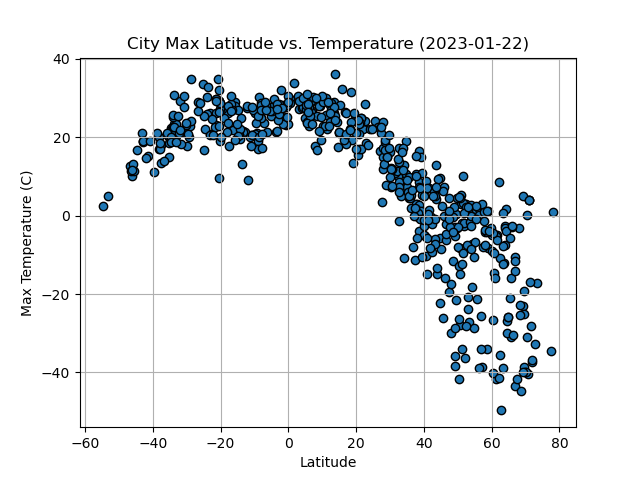 City Max Latitude vs. Temperature (2023-01-22)
40
20
0
−20
−40
Max Temperature (C)
−60 −40 −20 0 20 40 60 80
Latitude